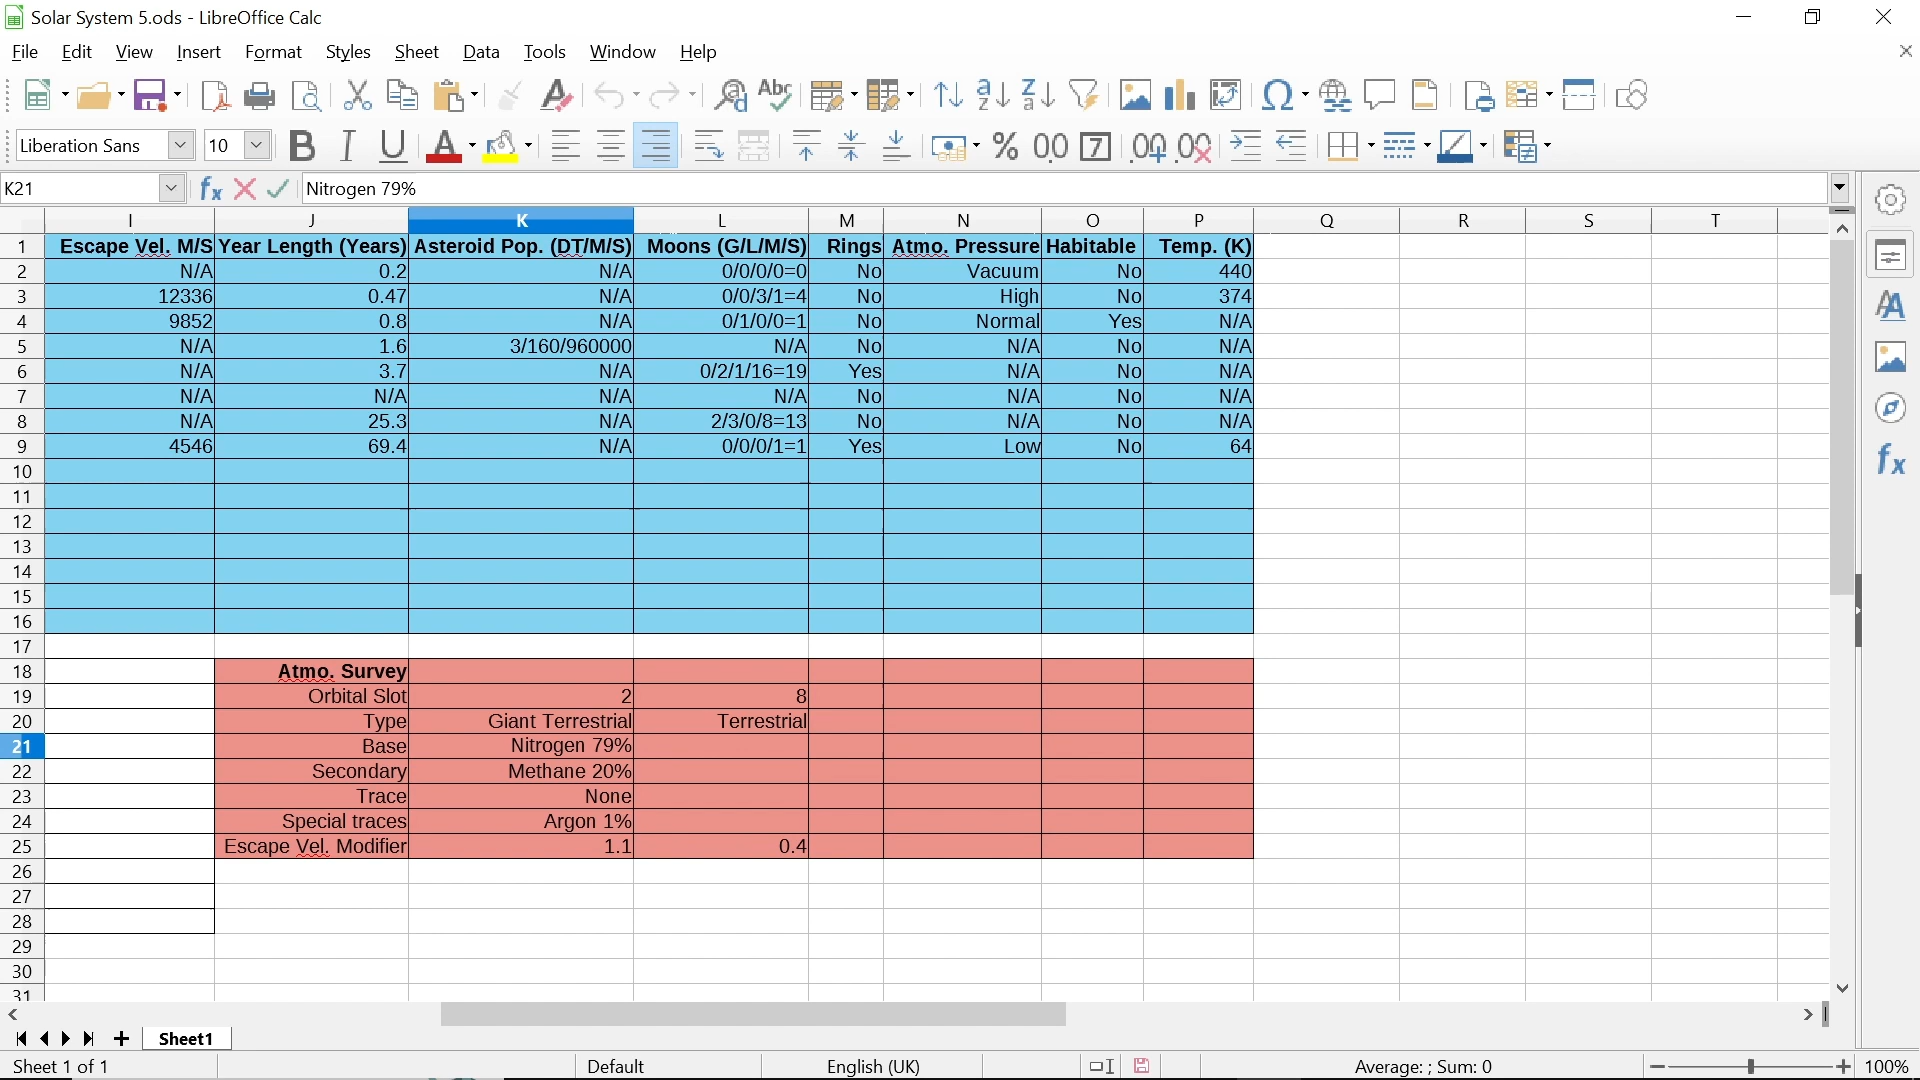 Solar System 5.ods - LibreOffice Calc
File Edit View Insert Format Styles Sheet Data Tools Window Help
Liberation Sans 10
K21 Nitrogen 79%
I J K L M N O P Q R S T
1 Escape Vel. M/S Year Length (Years) Asteroid Pop. (DT/M/S) Moons (G/L/M/S) Rings Atmo. Pressure Habitable Temp. (K)
2 N/A 0.2 N/A 0/0/0/0=0 No Vacuum No 440
3 12336 0.47 N/A 0/0/3/1=4 No High No 374
4 9852 0.8 N/A 0/1/0/0=1 No Normal Yes N/A
5 N/A 1.6 3/160/960000 N/A No N/A No N/A
6 N/A 3.7 N/A 0/2/1/16=19 Yes N/A No N/A
7 N/A N/A N/A N/A No N/A No N/A
8 N/A 25.3 N/A 2/3/0/8=13 No N/A No N/A
9 4546 69.4 N/A 0/0/0/1=1 Yes Low No 64
10
11
12
13
14
15
16
17
18 Atmo. Survey
19 Orbital Slot 2 8
20 Type Giant Terrestrial Terrestrial
21 Base Nitrogen 79%
22 Secondary Methane 20%
23 Trace None
24 Special traces Argon 1%
25 Escape Vel. Modifier 1.1 0.4
26
27
28
29
30
31
Sheet1
Sheet 1 of 1 Default English (UK) Average: ; Sum: 0 100%